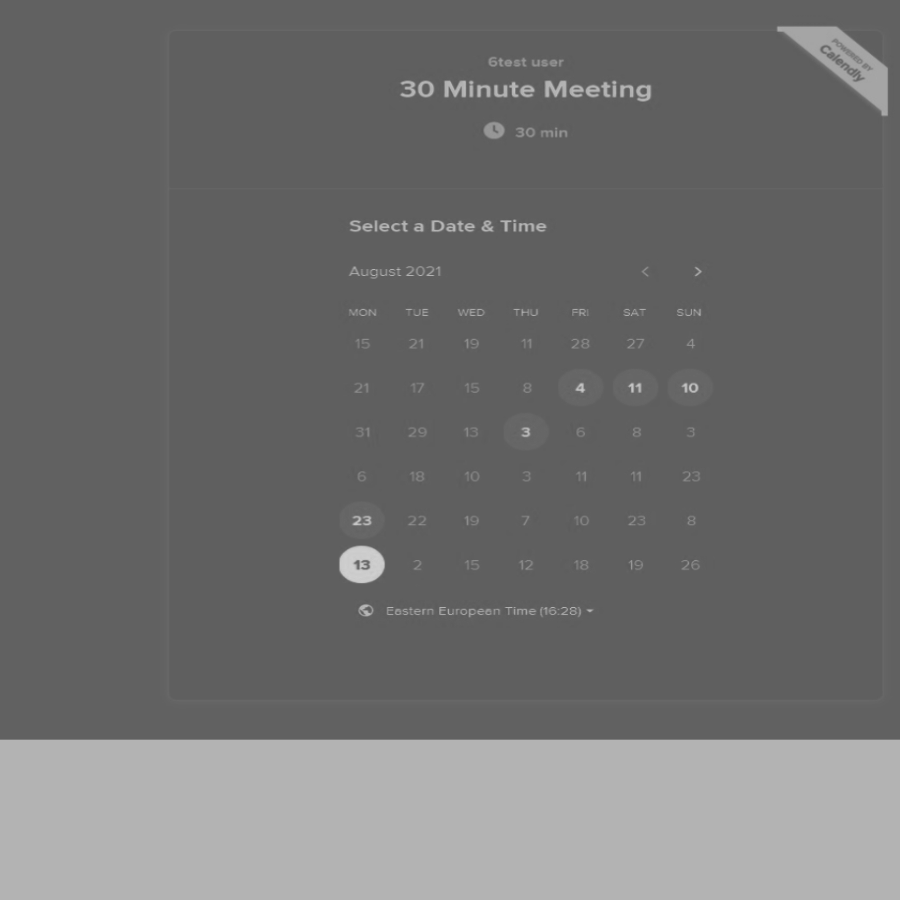 POWERED BY
Calendly
6test user
30 Minute Meeting
30 min
Select a Date & Time
August 2021
MON TUE WED THU FRI SAT SUN
15 21 19 11 28 27 4
21 17 15 8 4 11 10
31 29 13 3 6 8 3
6 18 10 3 11 11 23
23 22 19 7 10 23 8
13 2 15 12 18 19 26
Eastern European Time (16:28)